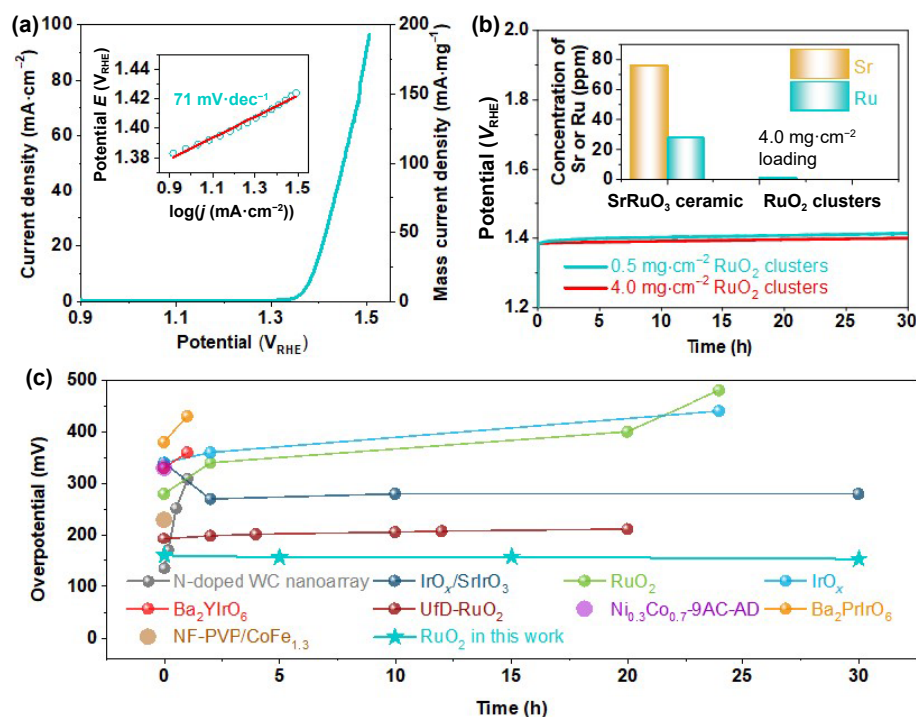 (a)
100
80
60
40
20
0
Current density (mA·cm⁻²)
200
150
100
50
0
Mass current density (mA·mg⁻¹)
0.9 1.1 1.3 1.5
Potential (V_RHE)
Potential E (V_RHE)
1.44
1.42
1.40
1.38
71 mV·dec⁻¹
0.9 1.0 1.1 1.2 1.3 1.4 1.5
log(j (mA·cm⁻²))
(b)
2.0
1.8
1.6
1.4
1.2
Potential (V_RHE)
Concentration of
Sr or Ru (ppm)
80
60
40
20
0
Sr
Ru
4.0 mg·cm⁻²
loading
SrRuO₃ ceramic RuO₂ clusters
0.5 mg·cm⁻² RuO₂ clusters
4.0 mg·cm⁻² RuO₂ clusters
0 5 10 15 20 25 30
Time (h)
(c)
500
400
300
200
100
0
Overpotential (mV)
N-doped WC nanoarray IrOₓ/SrIrO₃ RuO₂ IrOₓ
Ba₂YIrO₆ UfD-RuO₂ Ni₀.₃Co₀.₇-9AC-AD Ba₂PrIrO₆
NF-PVP/CoFe₁.₃ RuO₂ in this work
0 5 10 15 20 25 30
Time (h)